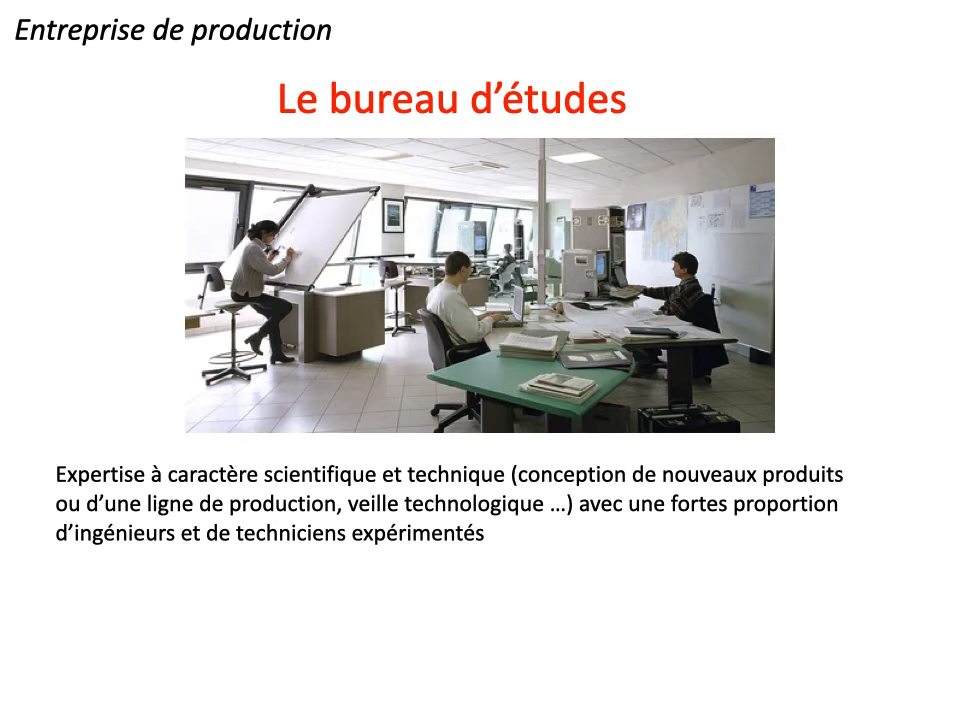 Entreprise de production
Le bureau d’études
Expertise à caractère scientifique et technique (conception de nouveaux produits
ou d’une ligne de production, veille technologique …) avec une fortes proportion
d’ingénieurs et de techniciens expérimentés